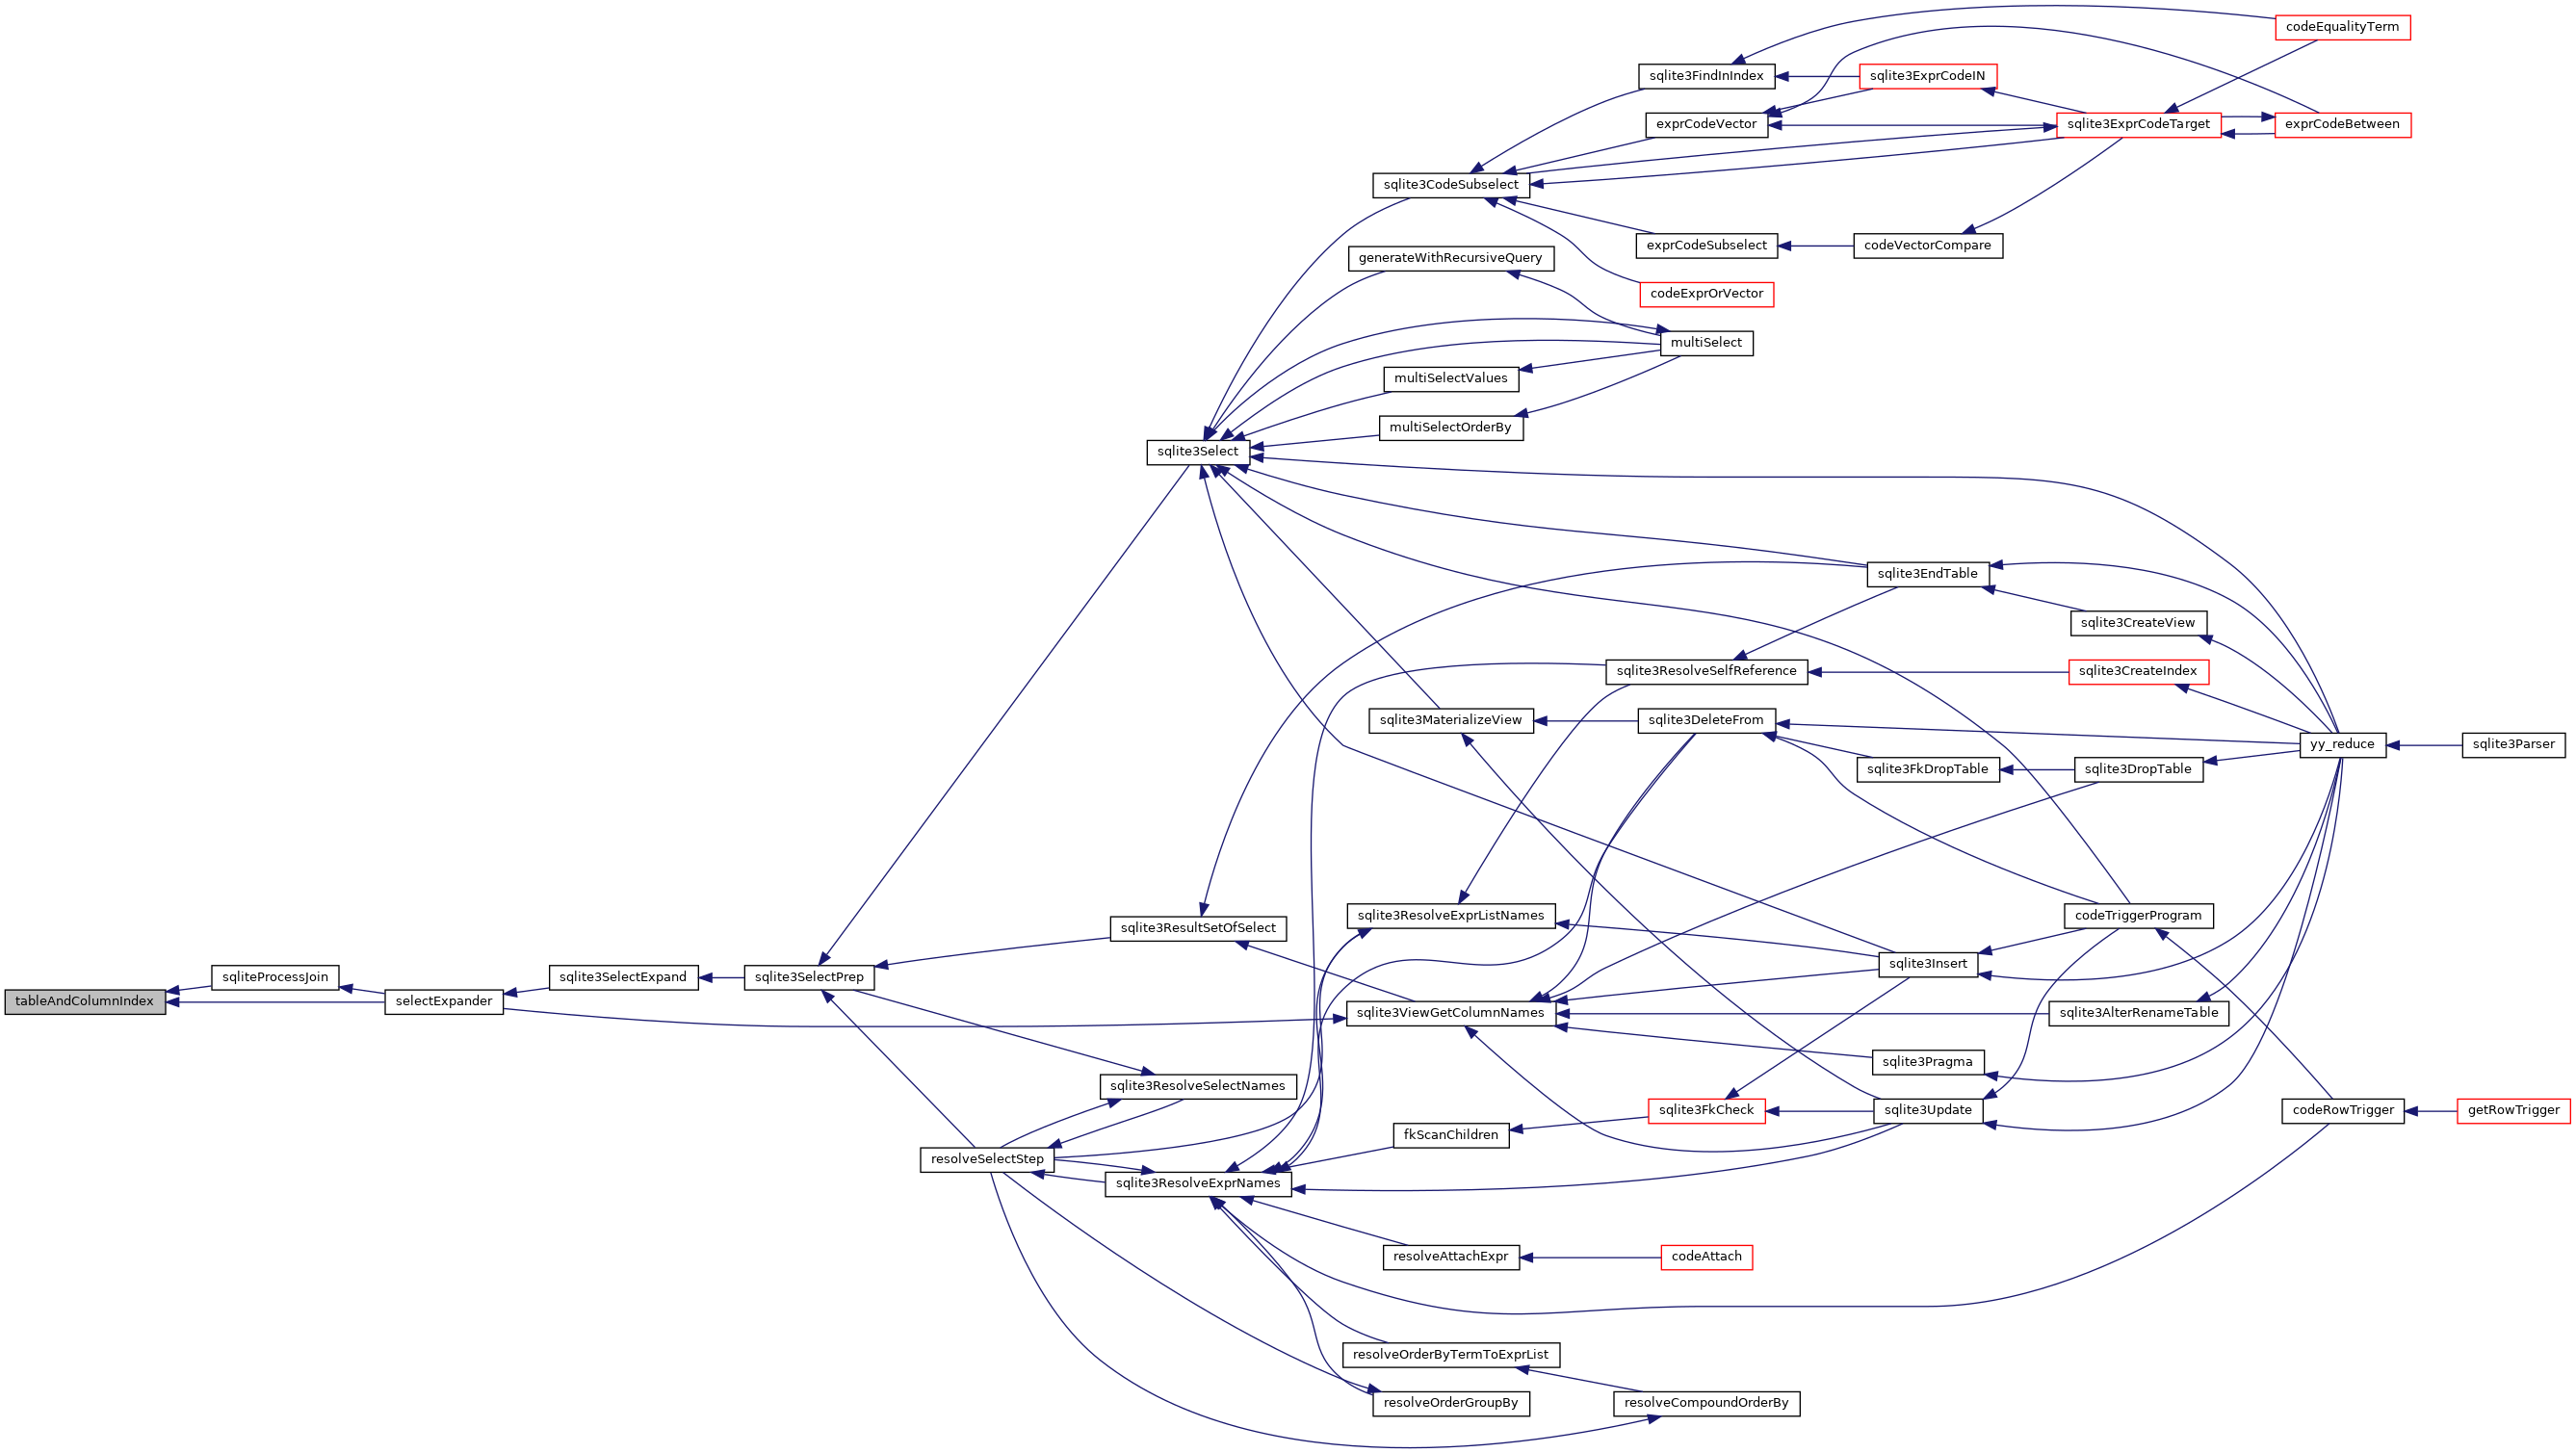 codeEqualityTerm
sqlite3FindInIndex
sqlite3ExprCodeIN
exprCodeVector
sqlite3ExprCodeTarget
exprCodeBetween
sqlite3CodeSubselect
exprCodeSubselect
codeVectorCompare
generateWithRecursiveQuery
codeExprOrVector
multiSelect
multiSelectValues
multiSelectOrderBy
sqlite3Select
sqlite3EndTable
sqlite3CreateView
sqlite3ResolveSelfReference
sqlite3CreateIndex
sqlite3MaterializeView
sqlite3DeleteFrom
yy_reduce
sqlite3Parser
sqlite3FkDropTable
sqlite3DropTable
sqlite3ResolveExprListNames
codeTriggerProgram
sqlite3ResultSetOfSelect
sqlite3Insert
sqliteProcessJoin
sqlite3SelectExpand
sqlite3SelectPrep
tableAndColumnIndex
selectExpander
sqlite3ViewGetColumnNames
sqlite3AlterRenameTable
sqlite3Pragma
sqlite3ResolveSelectNames
sqlite3FkCheck
sqlite3Update
codeRowTrigger
getRowTrigger
fkScanChildren
resolveSelectStep
sqlite3ResolveExprNames
resolveAttachExpr
codeAttach
resolveOrderByTermToExprList
resolveOrderGroupBy
resolveCompoundOrderBy